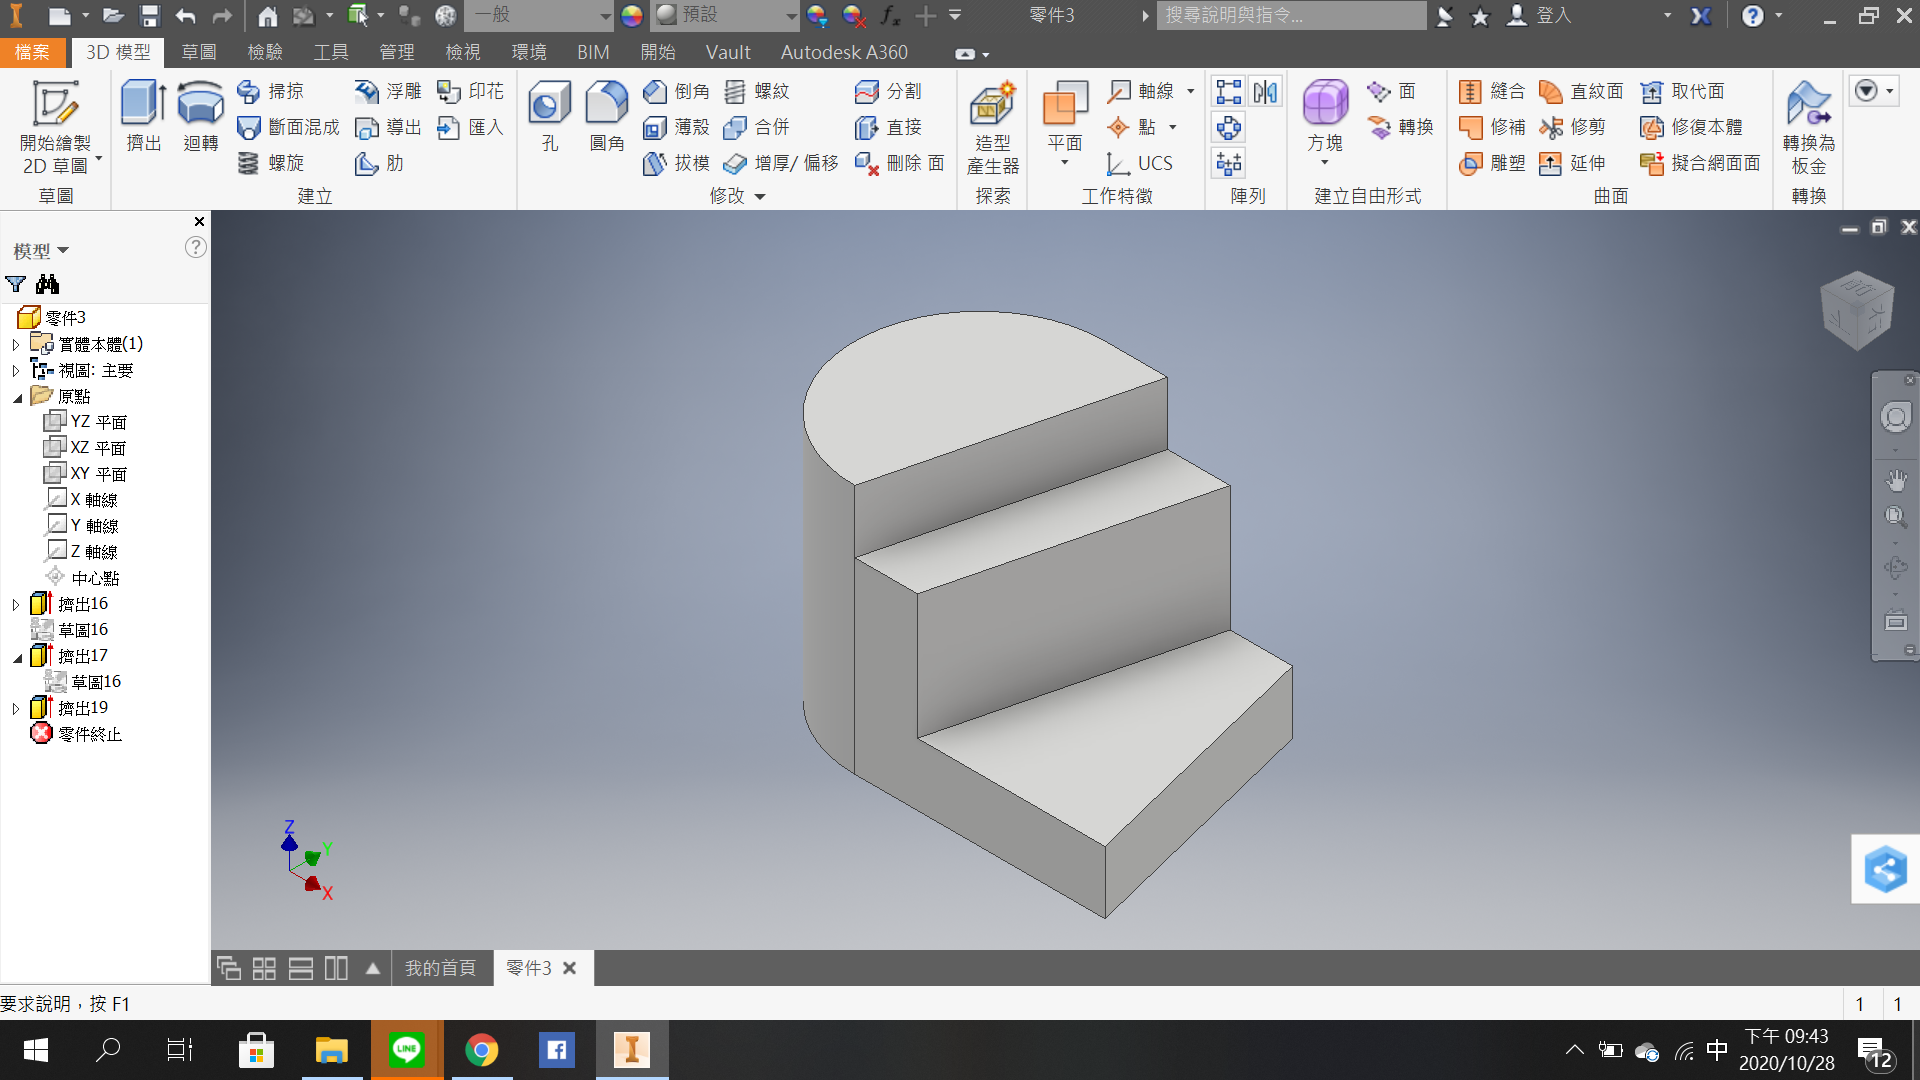 一般
預設
零件3
搜尋說明與指令...
登入
檔案
3D 模型
草圖
檢驗
工具
管理
檢視
環境
BIM
開始
Vault
Autodesk A360
開始繪製
2D 草圖
擠出
迴轉
掃掠
斷面混成
螺旋
浮雕
導出
肋
印花
匯入
孔
圓角
倒角
薄殼
拔模
螺紋
合併
增厚/ 偏移
分割
直接
刪除 面
造型
產生器
平面
軸線
點
UCS
方塊
面
轉換
縫合
修補
雕塑
直紋面
修剪
延伸
取代面
修復本體
擬合網面面
轉換為
板金
草圖
建立
修改
探索
工作特徵
陣列
建立自由形式
曲面
轉換
模型
零件3
實體本體(1)
視圖: 主要
原點
YZ 平面
XZ 平面
XY 平面
X 軸線
Y 軸線
Z 軸線
中心點
擠出16
草圖16
擠出17
草圖16
擠出19
零件終止
Z
Y
X
我的首頁
零件3
要求說明，按 F1
1
1
LINE
中
下午 09:43
2020/10/28
12